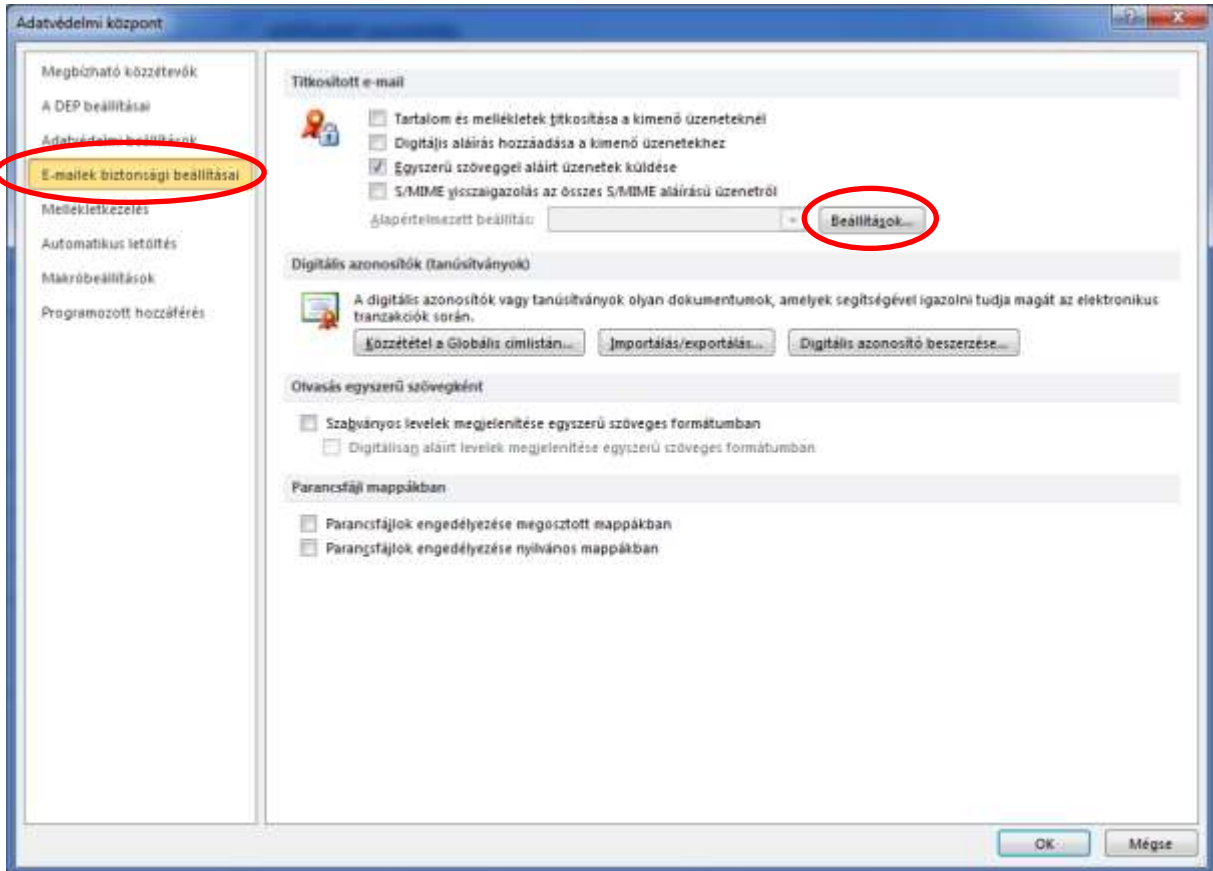 Adatvédelmi központ
Megbízható közzétevők
A DEP beállításai
Adatvédelmi beállítások
E-mailek biztonsági beállításai
Mellékletkezelés
Automatikus letöltés
Makróbeállítások
Programozott hozzáférés
Titkosított e-mail
Tartalom és mellékletek titkosítása a kimenő üzeneteknél
Digitális aláírás hozzáadása a kimenő üzenetekhez
Egyszerű szöveggel aláírt üzenetek küldése
S/MIME visszaigazolás az összes S/MIME aláírású üzenetről
Alapértelmezett beállítás:
Beállítások...
Digitális azonosítók (tanúsítványok)
A digitális azonosítók vagy tanúsítványok olyan dokumentumok, amelyek segítségével igazolni tudja magát az elektronikus
tranzakciók során.
Közzététel a Globális címlistán... Importálás/exportálás... Digitális azonosító beszerzése...
Olvasás egyszerű szövegként
Szabványos levelek megjelenítése egyszerű szöveges formátumban
Digitálisan aláírt levelek megjelenítése egyszerű szöveges formátumban
Parancsfájl mappákban
Parancsfájlok engedélyezése megosztott mappákban
Parancsfájlok engedélyezése nyilvános mappákban
OK Mégse